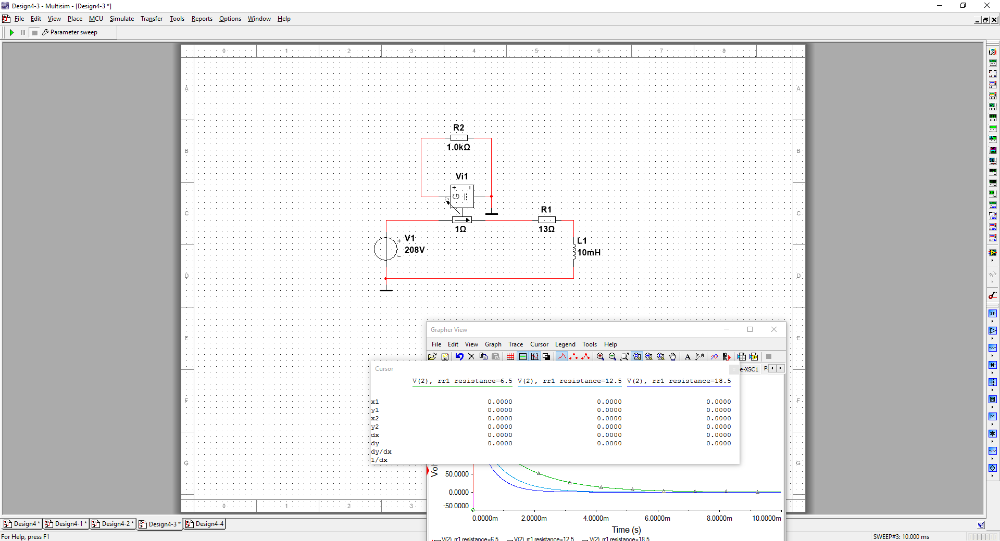 Design4-3 - Multisim - [Design4-3 *]
File Edit View Place MCU Simulate Transfer Tools Reports Options Window Help
Parameter sweep
0 1 2 3 4 5 6 7 8
A A
R2
1.0kΩ
B B
Vi1
+ −
G
C C
R1
1Ω 13Ω
V1
+
208V
−
L1
10mH
D D
E E
Grapher View
File Edit View Graph Trace Cursor Legend Tools Help
Cursor
e-XSC1 P
V(2), rr1 resistance=6.5 V(2), rr1 resistance=12.5 V(2), rr1 resistance=18.5
x1 0.0000 0.0000 0.0000
y1 0.0000 0.0000 0.0000
x2 0.0000 0.0000 0.0000
y2 0.0000 0.0000 0.0000
dx 0.0000 0.0000 0.0000
dy 0.0000 0.0000 0.0000
dy/dx
1/dx
F F
G G
Vol
50.0000
0.0000
-50.0000
0.0000m 2.0000m 4.0000m 6.0000m 8.0000m 10.0000m
Time (s)
V(2), rr1 resistance=6.5 V(2), rr1 resistance=12.5 V(2), rr1 resistance=18.5
0 1 2 3
Design4 * Design4-1 * Design4-2 * Design4-3 * Design4-4
For Help, press F1
SWEEP#3: 10.000 ms